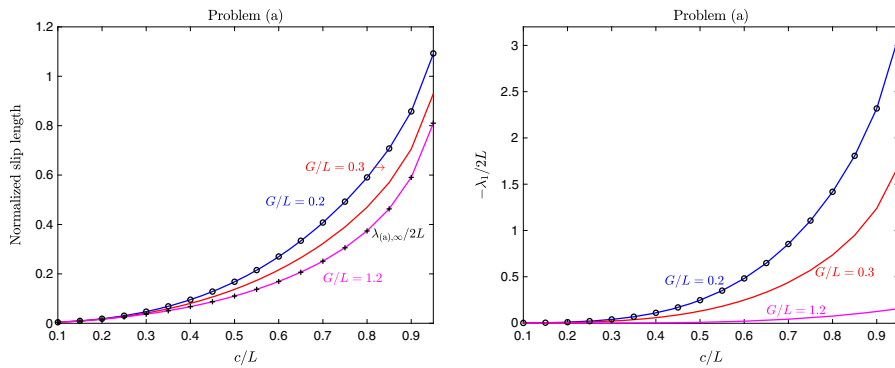 Problem (a)
Normalized slip length
1.2
1
0.8
0.6
0.4
0.2
0
G/L = 0.3 →
G/L = 0.2
λ(a),∞/2L
G/L = 1.2
0.1 0.2 0.3 0.4 0.5 0.6 0.7 0.8 0.9
c/L
Problem (a)
−λ1/2L
3
2.5
2
1.5
1
0.5
0
G/L = 0.2
G/L = 0.3
G/L = 1.2
0.1 0.2 0.3 0.4 0.5 0.6 0.7 0.8 0.9
c/L